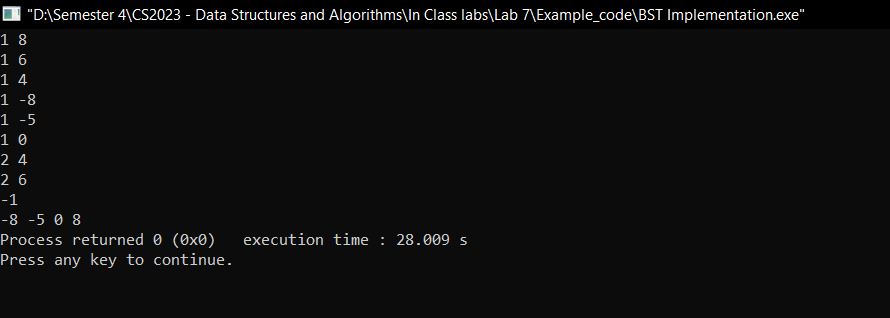 "D:\Semester 4\CS2023 - Data Structures and Algorithms\In Class labs\Lab 7\Example_code\BST Implementation.exe"
1 8
1 6
1 4
1 -8
1 -5
1 0
2 4
2 6
-1
-8 -5 0 8
Process returned 0 (0x0)   execution time : 28.009 s
Press any key to continue.